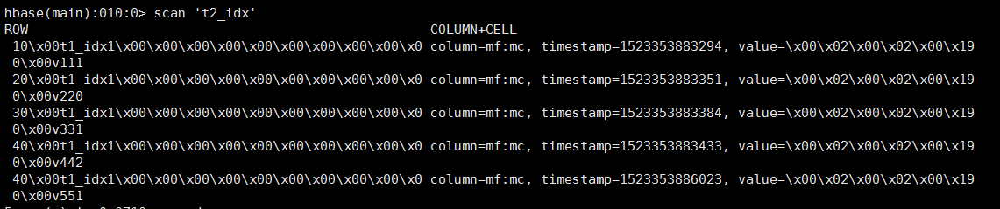 hbase(main):010:0> scan 't2_idx'
ROW COLUMN+CELL
10\x00t1_idx1\x00\x00\x00\x00\x00\x00\x00\x00\x00\x0 column=mf:mc, timestamp=1523353883294, value=\x00\x02\x00\x02\x00\x19
0\x00v111
20\x00t1_idx1\x00\x00\x00\x00\x00\x00\x00\x00\x00\x0 column=mf:mc, timestamp=1523353883351, value=\x00\x02\x00\x02\x00\x19
0\x00v220
30\x00t1_idx1\x00\x00\x00\x00\x00\x00\x00\x00\x00\x0 column=mf:mc, timestamp=1523353883384, value=\x00\x02\x00\x02\x00\x19
0\x00v331
40\x00t1_idx1\x00\x00\x00\x00\x00\x00\x00\x00\x00\x0 column=mf:mc, timestamp=1523353883433, value=\x00\x02\x00\x02\x00\x19
0\x00v442
40\x00t1_idx1\x00\x00\x00\x00\x00\x00\x00\x00\x00\x0 column=mf:mc, timestamp=1523353886023, value=\x00\x02\x00\x02\x00\x19
0\x00v551